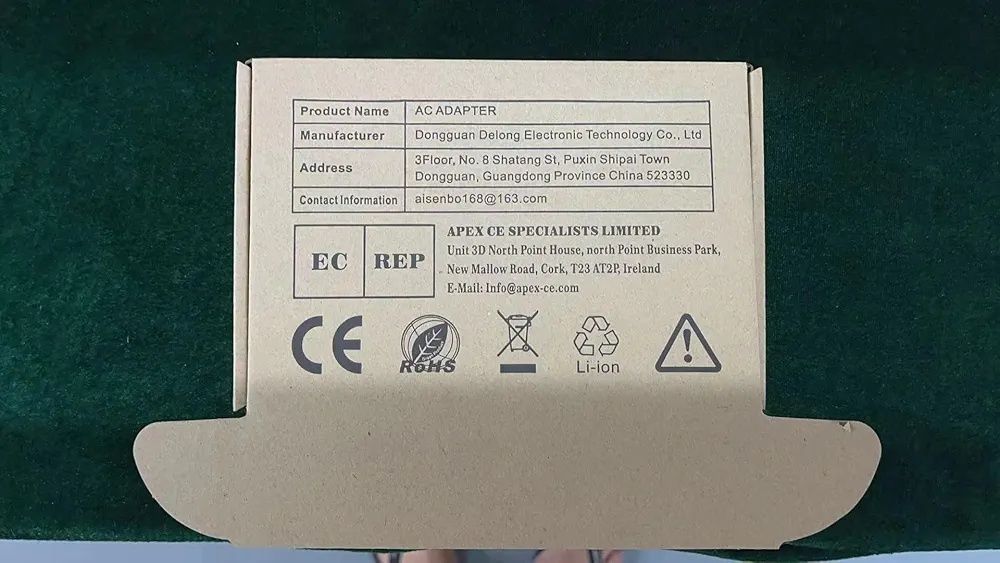 Product Name AC ADAPTER
Manufacturer Dongguan Delong Electronic Technology Co., Ltd
Address 3Floor, No. 8 Shatang St, Puxin Shipai Town
Dongguan, Guangdong Province China 523330
Contact Information aisenbo168@163.com
EC REP
APEX CE SPECIALISTS LIMITED
Unit 3D North Point House, north Point Business Park,
New Mallow Road, Cork, T23 AT2P, Ireland
E-Mail: Info@apex-ce.com
CE RoHS Li-ion